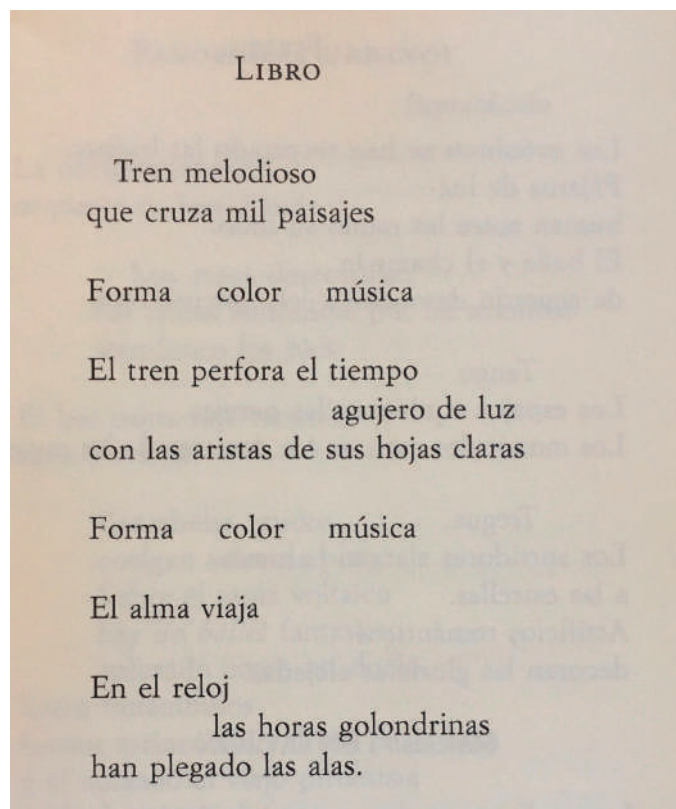 LIBRO
Tren melodioso
que cruza mil paisajes
Forma color música
El tren perfora el tiempo
agujero de luz
con las aristas de sus hojas claras
Forma color música
El alma viaja
En el reloj
las horas golondrinas
han plegado las alas.